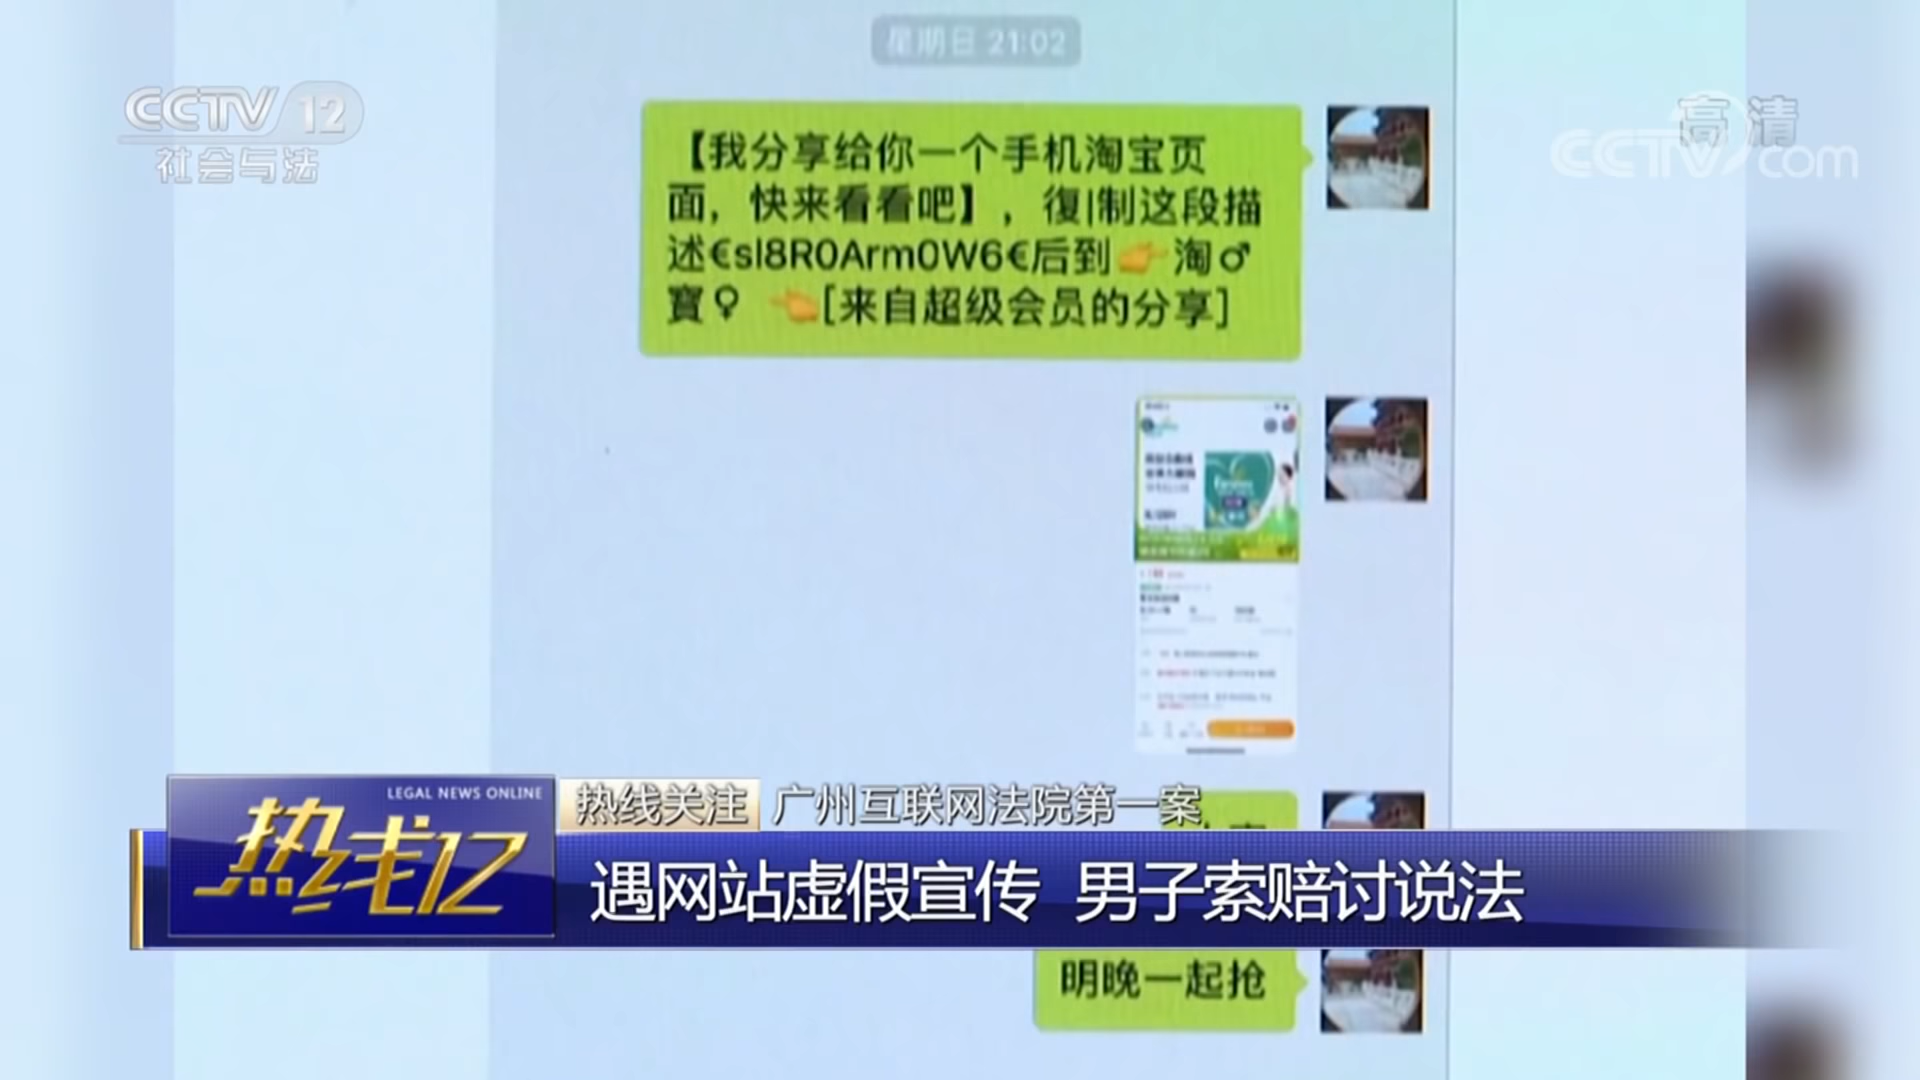 星期日 21:02
CCTV 12
社会与法
高清
CCTV.com
【我分享给你一个手机淘宝页
面，快来看看吧】，復|制这段描
述€sl8R0Arm0W6€后到👉淘♂
寳♀👈[来自超级会员的分享]
LEGAL NEWS ONLINE
热线12
热线关注 广州互联网法院第一案
遇网站虚假宣传 男子索赔讨说法
明晚一起抢